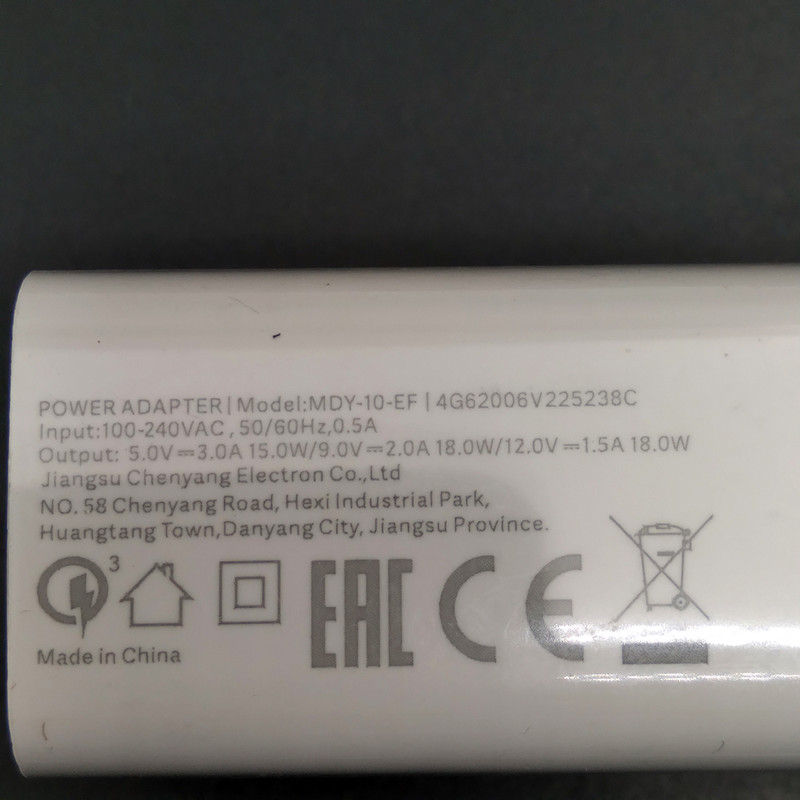 POWER ADAPTER | Model:MDY-10-EF | 4G62006V225238C
Input:100-240VAC , 50/60Hz,0.5A
Output: 5.0V⎓3.0A 15.0W/9.0V⎓2.0A 18.0W/12.0V⎓1.5A 18.0W
Jiangsu Chenyang Electron Co.,Ltd
NO. 58 Chenyang Road, Hexi Industrial Park,
Huangtang Town,Danyang City, Jiangsu Province.
3
EAC CE
Made in China